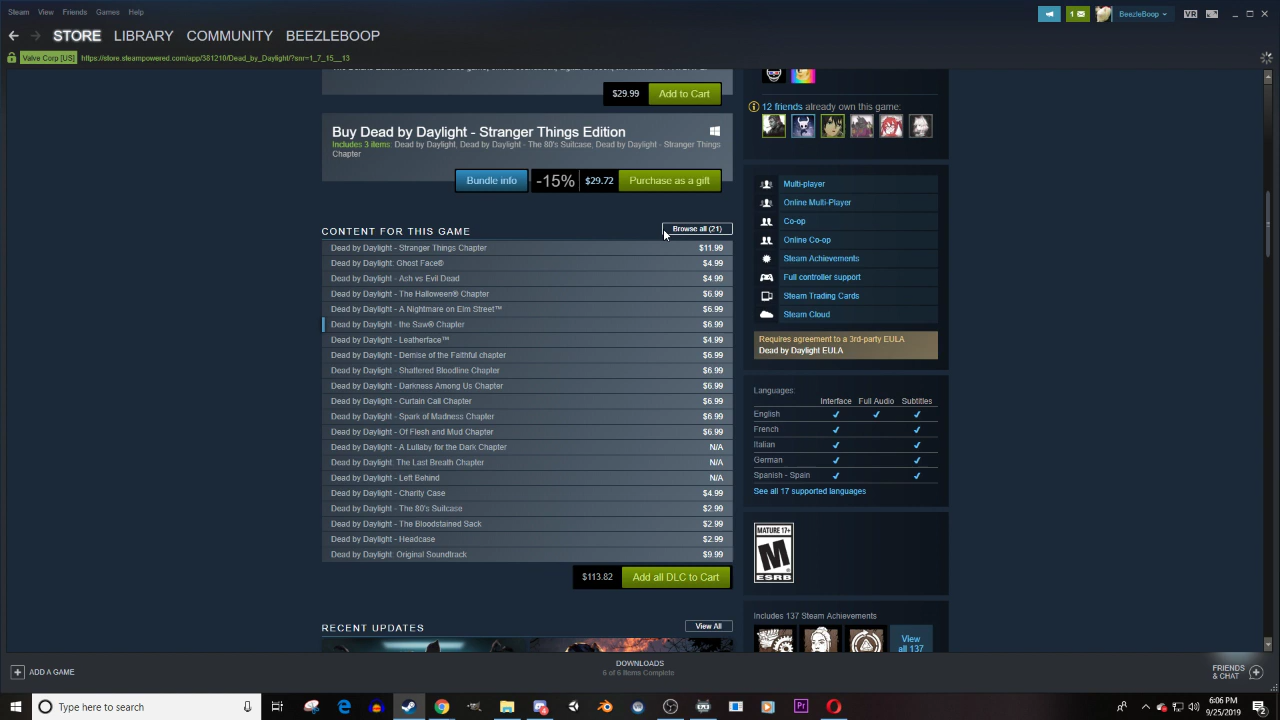 Steam View Friends Games Help
1 BeezleBoop VR
STORE LIBRARY COMMUNITY BEEZLEBOOP
Valve Corp [US] https://store.steampowered.com/app/381210/Dead_by_Daylight/?snr=1_7_15__13
$29.99 Add to Cart
Buy Dead by Daylight - Stranger Things Edition
Includes 3 items: Dead by Daylight, Dead by Daylight - The 80's Suitcase, Dead by Daylight - Stranger Things
Chapter
Bundle info -15% $29.72 Purchase as a gift
CONTENT FOR THIS GAME Browse all (21)
Dead by Daylight - Stranger Things Chapter $11.99
Dead by Daylight: Ghost Face® $4.99
Dead by Daylight - Ash vs Evil Dead $4.99
Dead by Daylight - The Halloween® Chapter $6.99
Dead by Daylight - A Nightmare on Elm Street™ $6.99
Dead by Daylight - the Saw® Chapter $6.99
Dead by Daylight - Leatherface™ $4.99
Dead by Daylight - Demise of the Faithful chapter $6.99
Dead by Daylight - Shattered Bloodline Chapter $6.99
Dead by Daylight - Darkness Among Us Chapter $6.99
Dead by Daylight - Curtain Call Chapter $6.99
Dead by Daylight - Spark of Madness Chapter $6.99
Dead by Daylight - Of Flesh and Mud Chapter $6.99
Dead by Daylight - A Lullaby for the Dark Chapter N/A
Dead by Daylight: The Last Breath Chapter N/A
Dead by Daylight - Left Behind N/A
Dead by Daylight - Charity Case $4.99
Dead by Daylight - The 80's Suitcase $2.99
Dead by Daylight - The Bloodstained Sack $2.99
Dead by Daylight - Headcase $2.99
Dead by Daylight: Original Soundtrack $9.99
$113.82 Add all DLC to Cart
RECENT UPDATES View All
12 friends already own this game:
Multi-player
Online Multi-Player
Co-op
Online Co-op
Steam Achievements
Full controller support
Steam Trading Cards
Steam Cloud
Requires agreement to a 3rd-party EULA
Dead by Daylight EULA
Languages:
Interface Full Audio Subtitles
English ✔ ✔ ✔
French ✔ ✔
Italian ✔ ✔
German ✔ ✔
Spanish - Spain ✔ ✔
See all 17 supported languages
MATURE 17+
M
ESRB
Includes 137 Steam Achievements
View
all 137
ADD A GAME
DOWNLOADS
6 of 6 Items Complete
FRIENDS
& CHAT
Type here to search
6:06 PM
9/25/2019